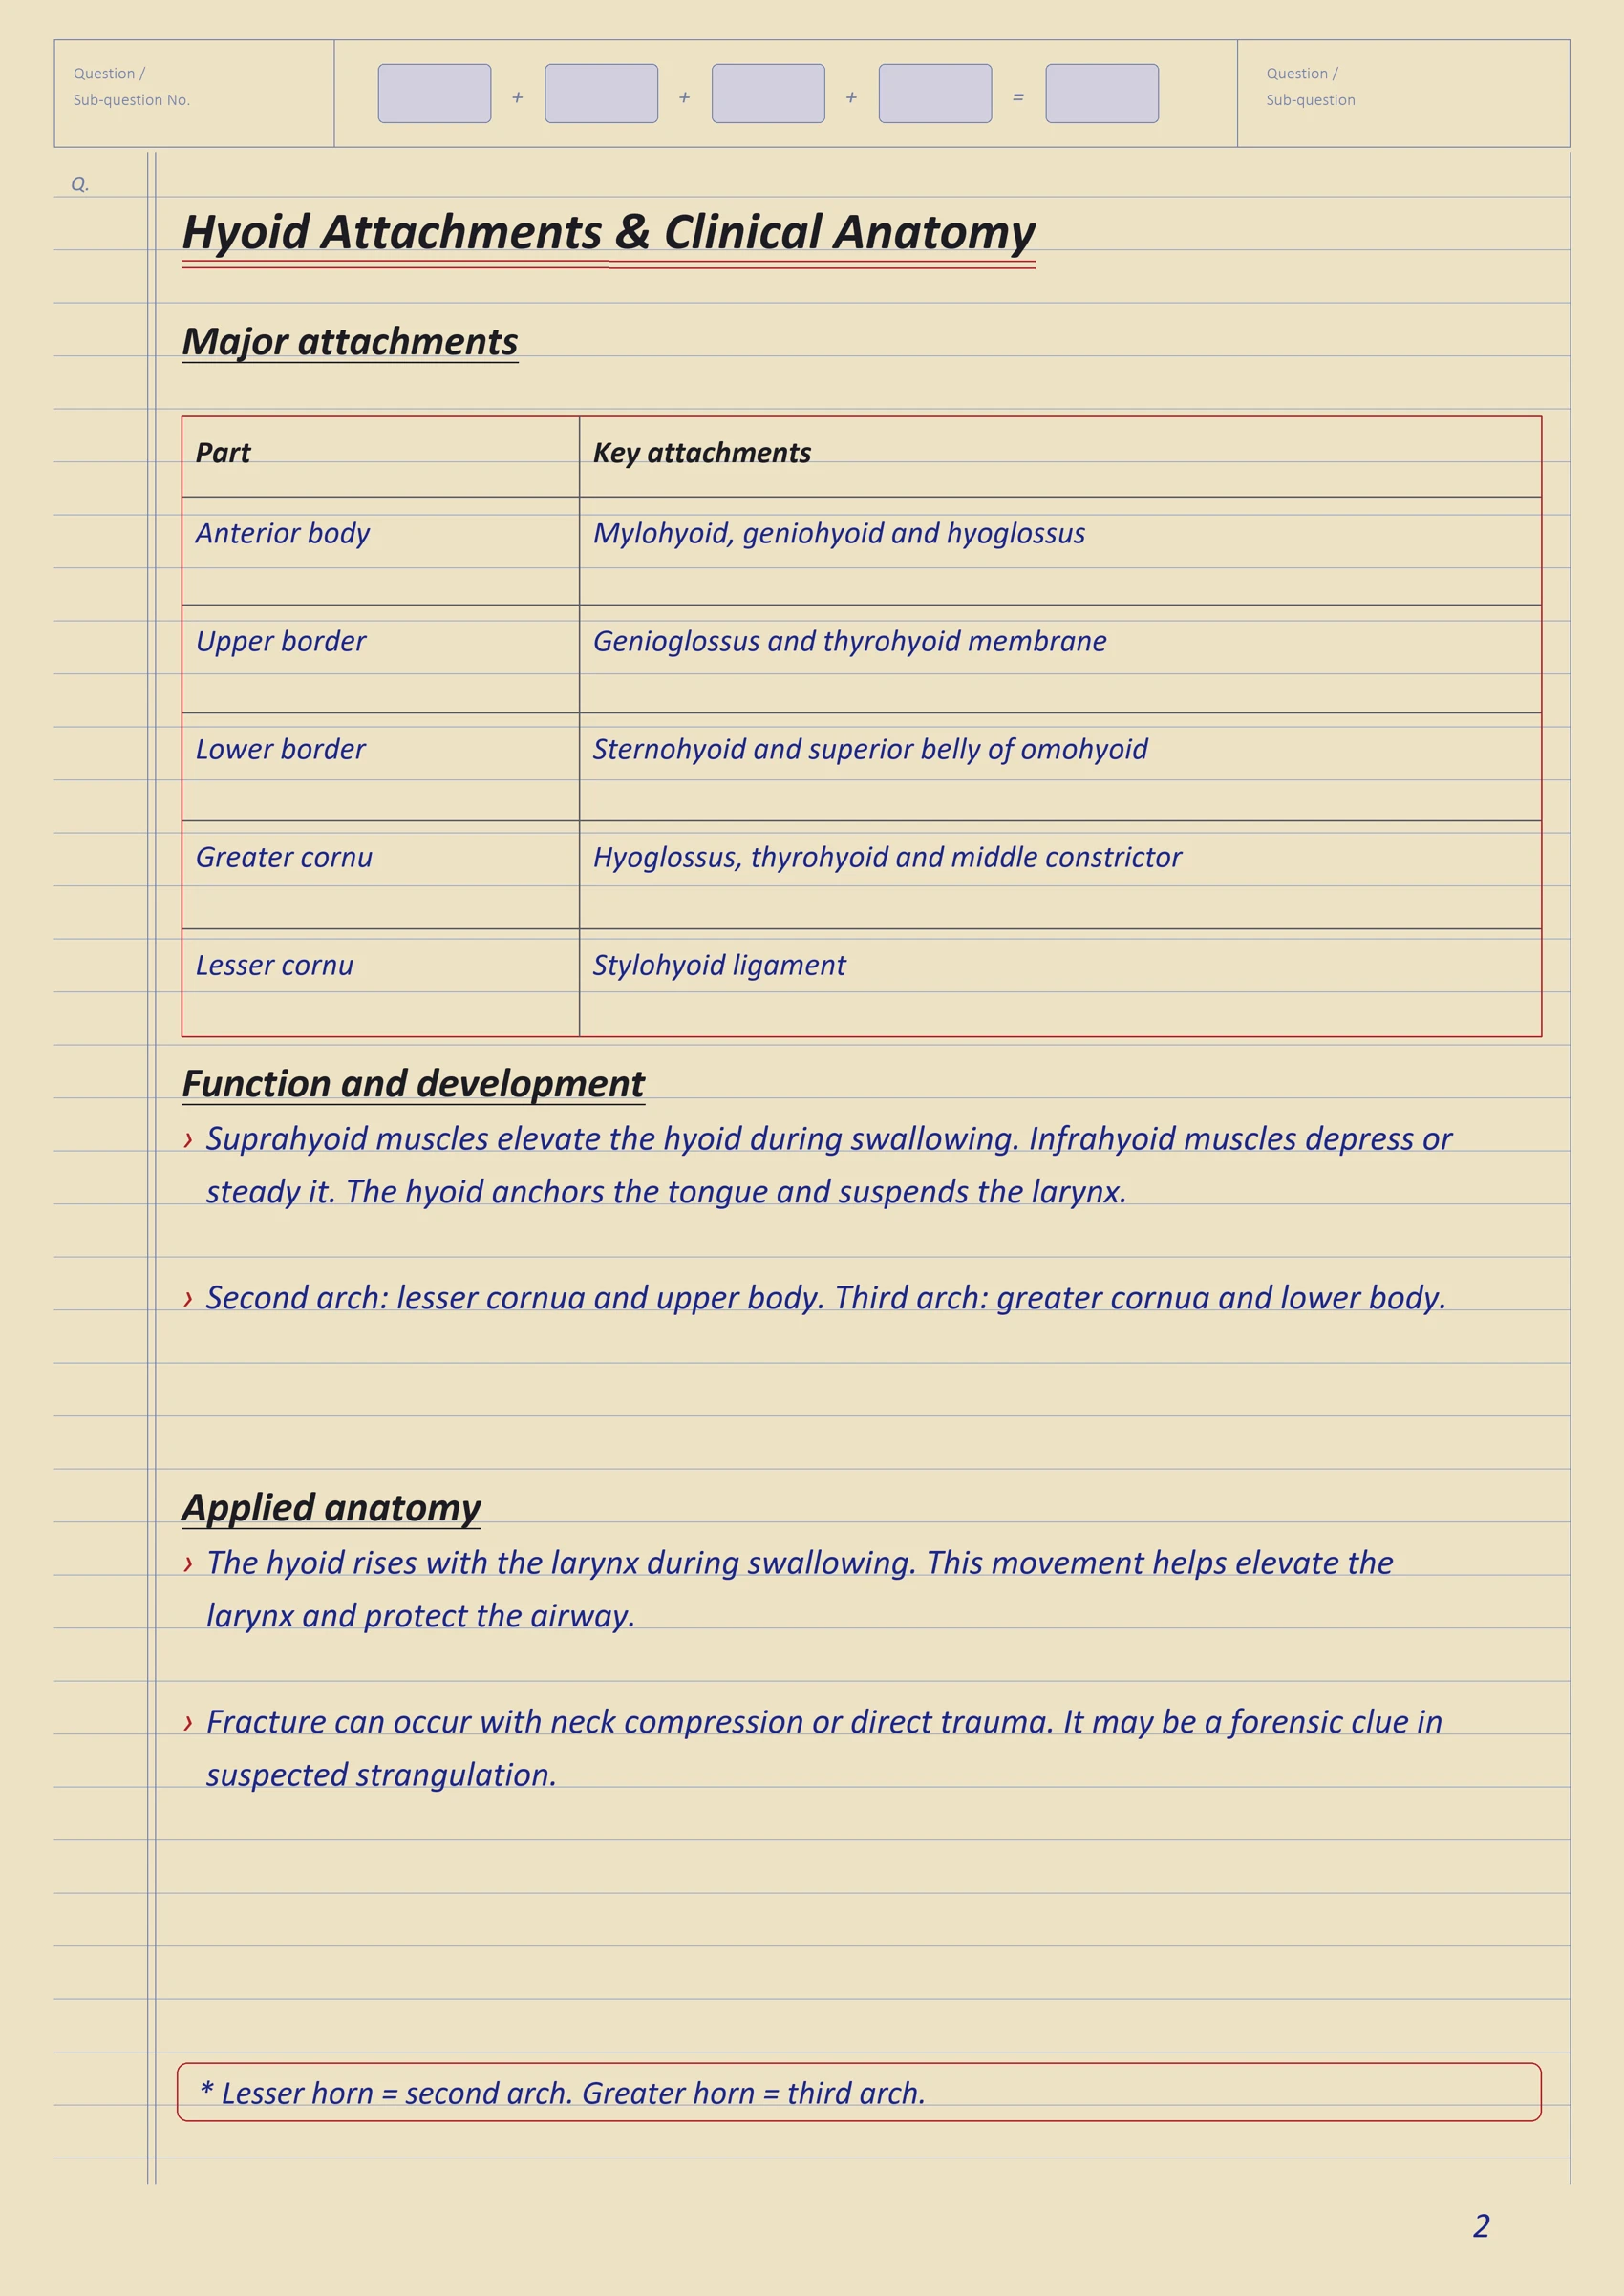 Question /
Sub-question No.
+ + + =
Question /
Sub-question
Q.
Hyoid Attachments & Clinical Anatomy
Major attachments
Part Key attachments
Anterior body Mylohyoid, geniohyoid and hyoglossus
Upper border Genioglossus and thyrohyoid membrane
Lower border Sternohyoid and superior belly of omohyoid
Greater cornu Hyoglossus, thyrohyoid and middle constrictor
Lesser cornu Stylohyoid ligament
Function and development
› Suprahyoid muscles elevate the hyoid during swallowing. Infrahyoid muscles depress or
steady it. The hyoid anchors the tongue and suspends the larynx.
› Second arch: lesser cornua and upper body. Third arch: greater cornua and lower body.
Applied anatomy
› The hyoid rises with the larynx during swallowing. This movement helps elevate the
larynx and protect the airway.
› Fracture can occur with neck compression or direct trauma. It may be a forensic clue in
suspected strangulation.
* Lesser horn = second arch. Greater horn = third arch.
2